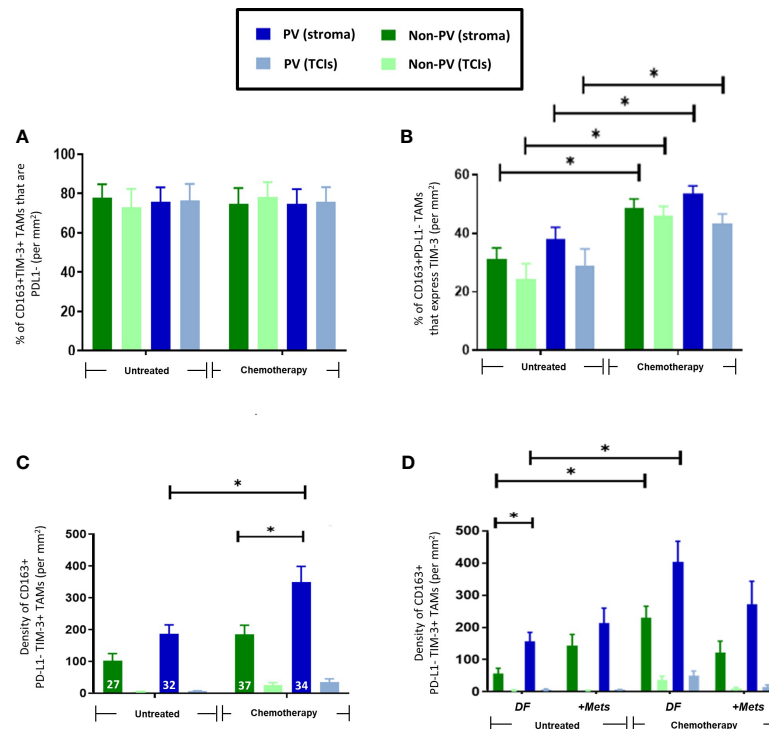 PV (stroma) Non-PV (stroma)
PV (TCIs) Non-PV (TCIs)
A
% of CD163+TIM-3+ TAMs that are
PDL1- (per mm²)
100
80
60
40
20
0
Untreated Chemotherapy
B
* 
*
*
*
% of CD163+PD-L1- TAMs
that express TIM-3 (per mm²)
60
40
20
0
Untreated Chemotherapy
C
*
*
Density of CD163+
PD-L1- TIM-3+ TAMs (per mm²)
500
400
300
200
100
0
27 32 37 34
Untreated Chemotherapy
D
*
*
*
Density of CD163+
PD-L1- TIM-3+ TAMs (per mm²)
500
400
300
200
100
0
DF +Mets DF +Mets
Untreated Chemotherapy